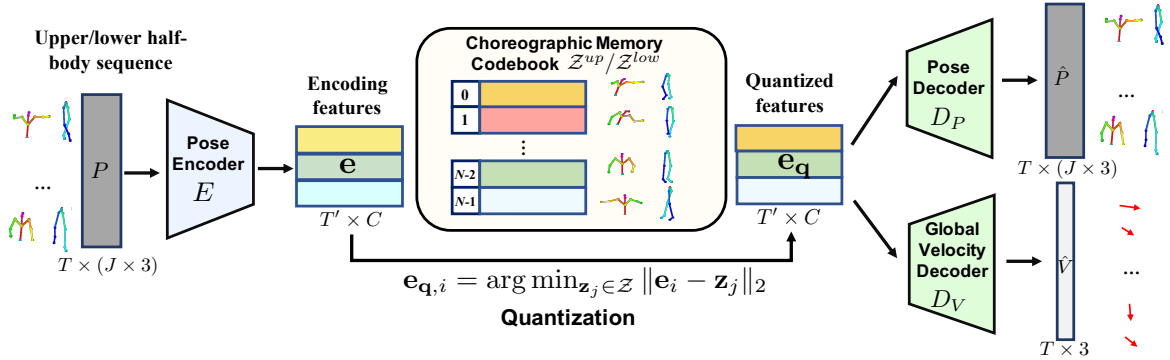 Upper/lower half-
body sequence
...
P
T × (J × 3)
Pose
Encoder
E
Encoding
features
e
T′ × C
Choreographic Memory
Codebook 𝒵^{up}/𝒵^{low}
0
1
⋮
N-2
N-1
Quantized
features
e_q
T′ × C
e_{q,i} = arg min_{z_j∈𝒵} ‖e_i − z_j‖_2
Quantization
Pose
Decoder
D_P
P̂
T × (J × 3)
...
Global
Velocity
Decoder
D_V
V̂
T × 3
...